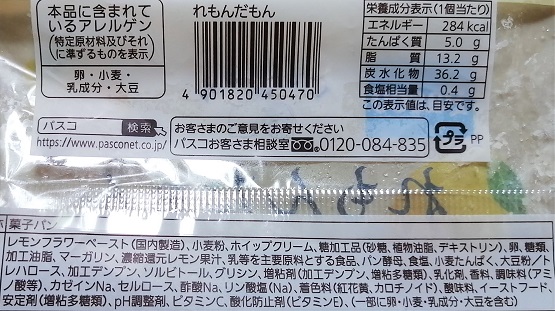 本品に含まれて
いるアレルゲン
(特定原材料及びそれ
に準ずるものを表示)
卵・小麦・
乳成分・大豆
れもんだもん
4 901820 450470
栄養成分表示(1個当たり)
エネルギー 284 kcal
たんぱく質 5.0 g
脂質 13.2 g
炭水化物 36.2 g
食塩相当量 0.4 g
この表示値は、目安です。
パスコ 検索
https://www.pasconet.co.jp/
お客さまのご意見をお寄せください
パスコお客さま相談室 0120-084-835
プラ PP
菓子パン
レモンフラワーペースト(国内製造)、小麦粉、ホイップクリーム、糖加工品(砂糖、植物油脂、デキストリン)、卵、糖類、
加工油脂、マーガリン、濃縮還元レモン果汁、乳等を主要原料とする食品、パン酵母、食塩、小麦たんぱく、大豆粉/ト
レハロース、加工デンプン、ソルビトール、グリシン、増粘剤(加工デンプン、増粘多糖類)、乳化剤、香料、調味料(アミ
ノ酸等)、カゼインNa、セルロース、酢酸Na、リン酸塩(Na)、着色料(紅花黄、カロチノイド)、酸味料、イーストフード、
安定剤(増粘多糖類)、pH調整剤、ビタミンC、酸化防止剤(ビタミンE)、(一部に卵・小麦・乳成分・大豆を含む)